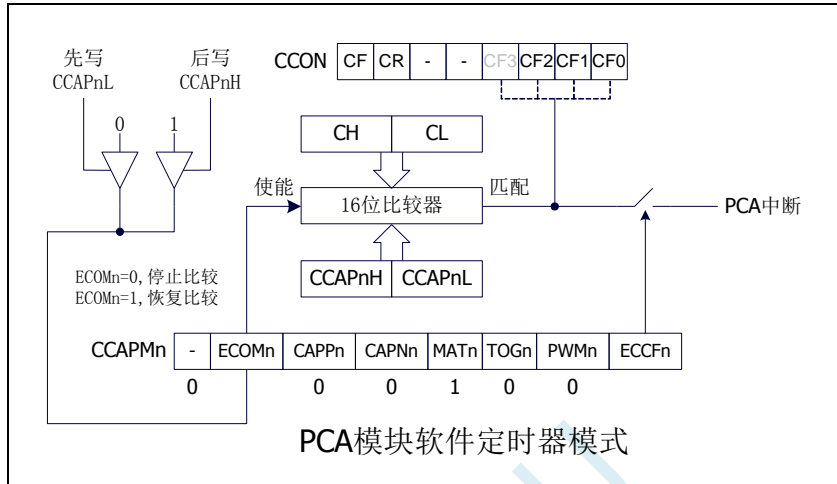 先写 后写
CCAPnL CCAPnH
CCON CF CR - - CF3 CF2 CF1 CF0
0 1
CH CL
使能 16位比较器 匹配
PCA中断
CCAPnH CCAPnL
ECOMn=0,停止比较
ECOMn=1,恢复比较
CCAPMn - ECOMn CAPPn CAPNn MATn TOGn PWMn ECCFn
0 0 0 1 0 0
PCA模块软件定时器模式